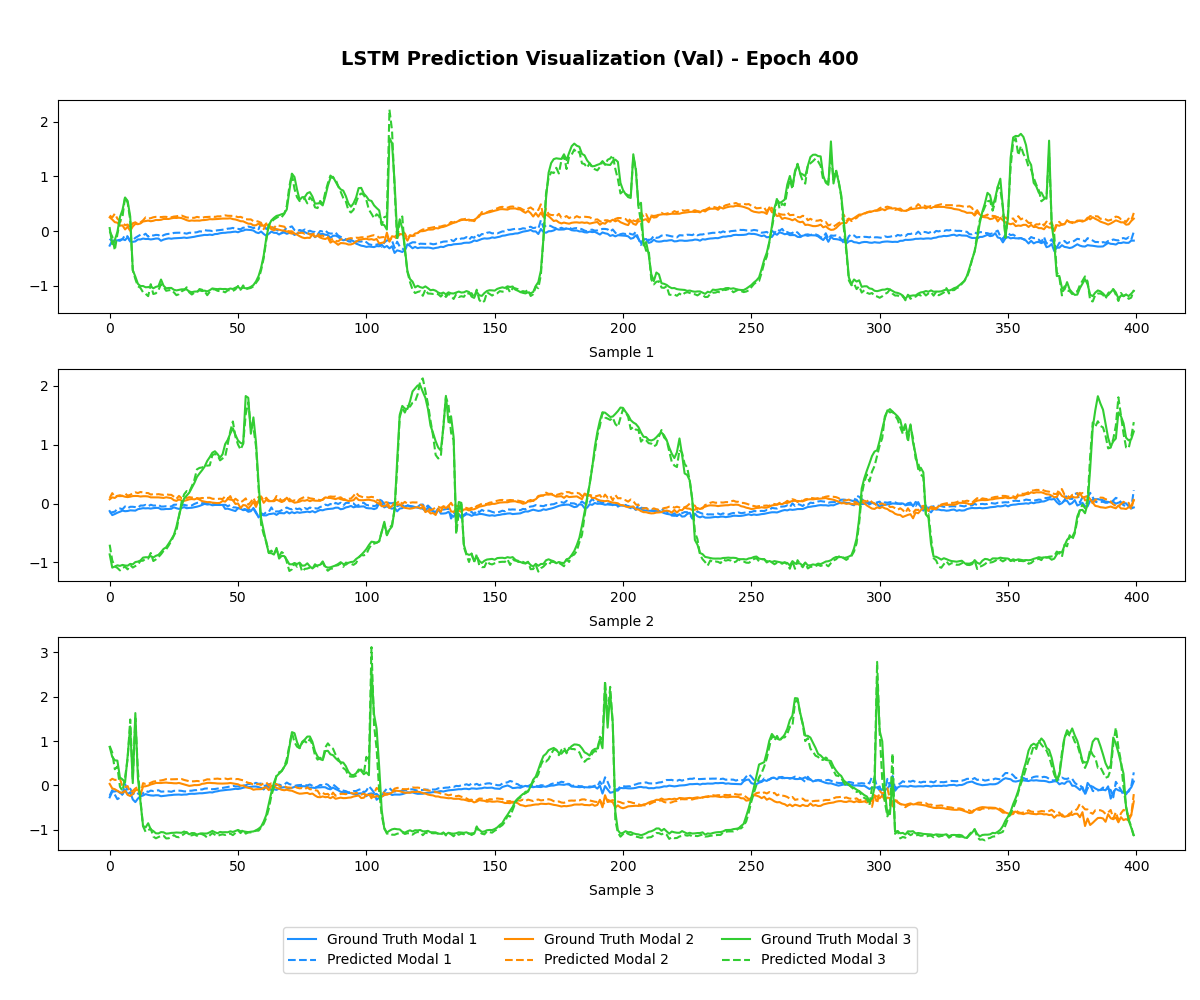 LSTM Prediction Visualization (Val) - Epoch 400
2
1
0
−1
0 50 100 150 200 250 300 350 400
Sample 1
2
1
0
−1
0 50 100 150 200 250 300 350 400
Sample 2
3
2
1
0
−1
0 50 100 150 200 250 300 350 400
Sample 3
Ground Truth Modal 1 Ground Truth Modal 2 Ground Truth Modal 3
Predicted Modal 1 Predicted Modal 2 Predicted Modal 3